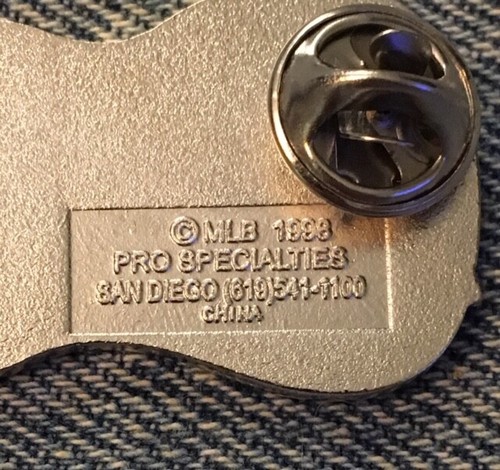 © MLB 1998
PRO SPECIALTIES
SAN DIEGO (619)541-1100
CHINA